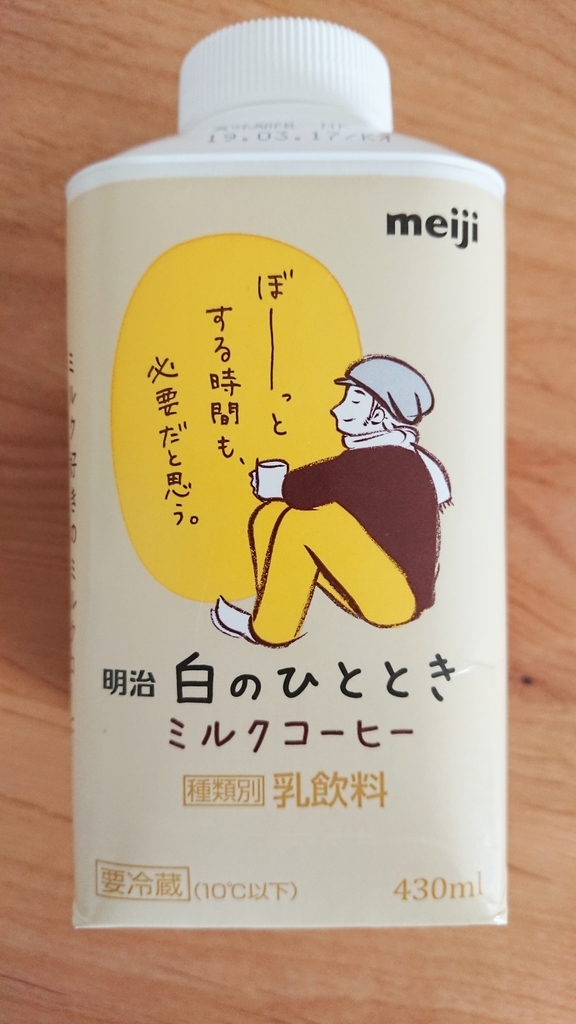 19.03.17/KK
meiji
ぼーーっと
する時間も、
必要だと思う。
明治 白のひととき
ミルクコーヒー
種類別 乳飲料
要冷蔵 (10℃以下)
430ml